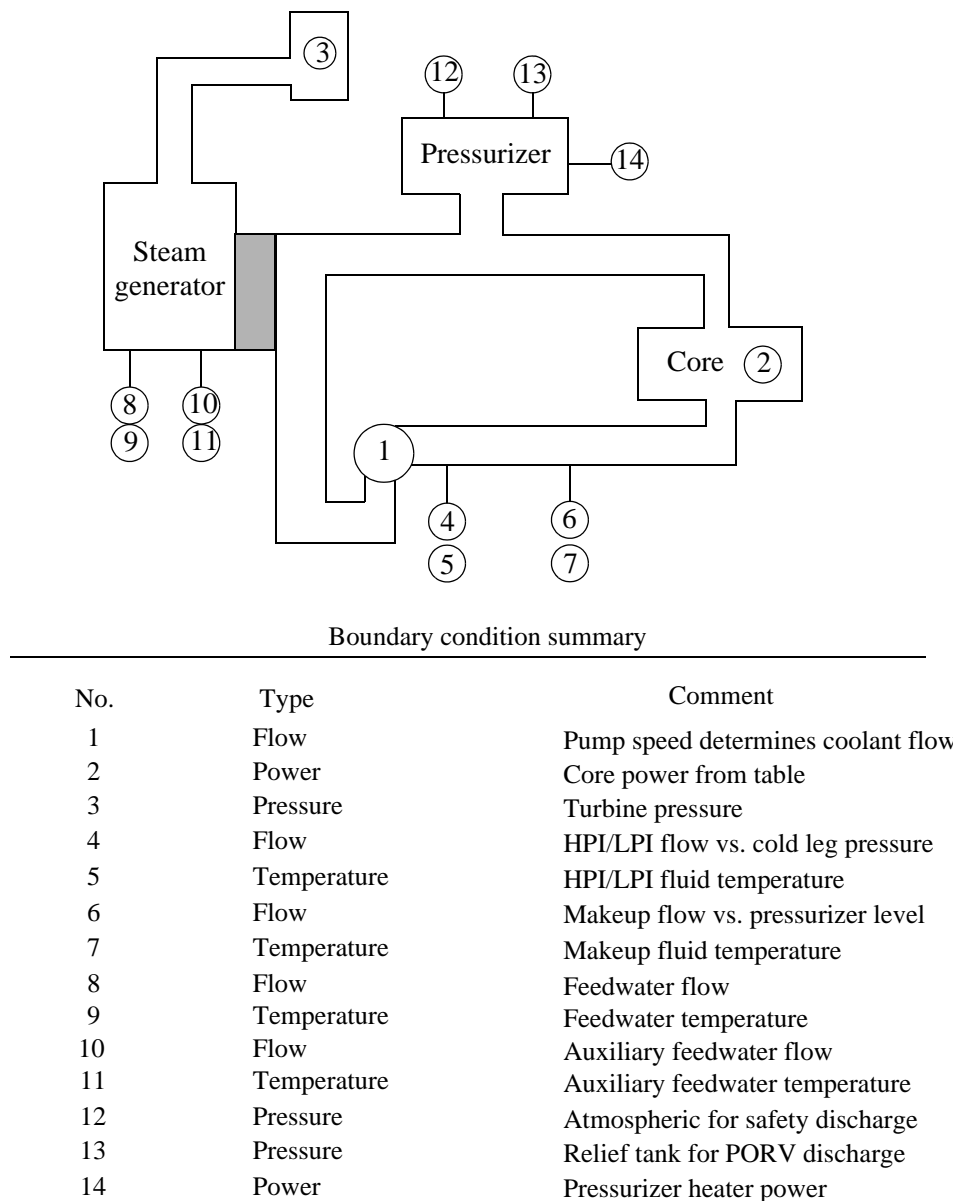 3
12 13
Pressurizer
14
Steam
generator
Core 2
8 10
9 11
1
4 6
5 7
Boundary condition summary
No. Type Comment
1 Flow Pump speed determines coolant flow
2 Power Core power from table
3 Pressure Turbine pressure
4 Flow HPI/LPI flow vs. cold leg pressure
5 Temperature HPI/LPI fluid temperature
6 Flow Makeup flow vs. pressurizer level
7 Temperature Makeup fluid temperature
8 Flow Feedwater flow
9 Temperature Feedwater temperature
10 Flow Auxiliary feedwater flow
11 Temperature Auxiliary feedwater temperature
12 Pressure Atmospheric for safety discharge
13 Pressure Relief tank for PORV discharge
14 Power Pressurizer heater power